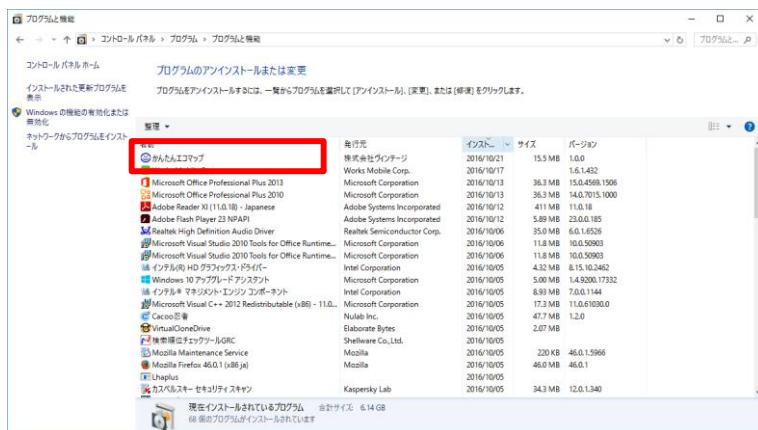 プログラムと機能
コントロール パネル > プログラム > プログラムと機能
プログラムと...
コントロール パネル ホーム
インストールされた更新プログラムを
表示
Windows の機能の有効化または
無効化
ネットワークからプログラムをインスト
ール
プログラムのアンインストールまたは変更
プログラムをアンインストールするには、一覧からプログラムを選択して [アンインストール]、[変更]、または [修復] をクリックします。
整理
発行元 インスト... サイズ バージョン
かんたんエコマップ 株式会社ヴィンテージ 2016/10/21 15.5 MB 1.0.0
Works Mobile Corp. 2016/10/17 1.6.1.432
Microsoft Office Professional Plus 2013 Microsoft Corporation 2016/10/13 36.3 MB 15.0.4569.1506
Microsoft Office Professional Plus 2010 Microsoft Corporation 2016/10/13 36.3 MB 14.0.7015.1000
Adobe Reader XI (11.0.18) - Japanese Adobe Systems Incorporated 2016/10/12 411 MB 11.0.18
Adobe Flash Player 23 NPAPI Adobe Systems Incorporated 2016/10/12 5.89 MB 23.0.0.185
Realtek High Definition Audio Driver Realtek Semiconductor Corp. 2016/10/06 35.0 MB 6.0.1.6526
Microsoft Visual Studio 2010 Tools for Office Runtime... Microsoft Corporation 2016/10/06 11.8 MB 10.0.50903
Microsoft Visual Studio 2010 Tools for Office Runtime... Microsoft Corporation 2016/10/06 11.8 MB 10.0.50903
インテル(R) HD グラフィックス・ドライバー Intel Corporation 2016/10/05 4.32 MB 8.15.10.2462
Windows 10 アップグレード アシスタント Microsoft Corporation 2016/10/05 5.00 MB 1.4.9200.17332
インテル® マネジメント・エンジン コンポーネント Intel Corporation 2016/10/05 8.93 MB 7.0.0.1144
Microsoft Visual C++ 2012 Redistributable (x86) - 11.0... Microsoft Corporation 2016/10/05 17.3 MB 11.0.61030.0
Cacoo忍者 Nulab Inc. 2016/10/05 47.7 MB 1.2.0
VirtualCloneDrive Elaborate Bytes 2016/10/05 2.07 MB
検索順位チェックツールGRC Shellware Co.,Ltd. 2016/10/05
Mozilla Maintenance Service Mozilla 2016/10/05 220 KB 46.0.1.5966
Mozilla Firefox 46.0.1 (x86 ja) Mozilla 2016/10/05 46.0 MB 46.0.1
Lhaplus 2016/10/05
カスペルスキー セキュリティ スキャン Kaspersky Lab 2016/10/05 34.3 MB 12.0.1.340
現在インストールされているプログラム 合計サイズ: 6.14 GB
68 個のプログラムがインストールされています